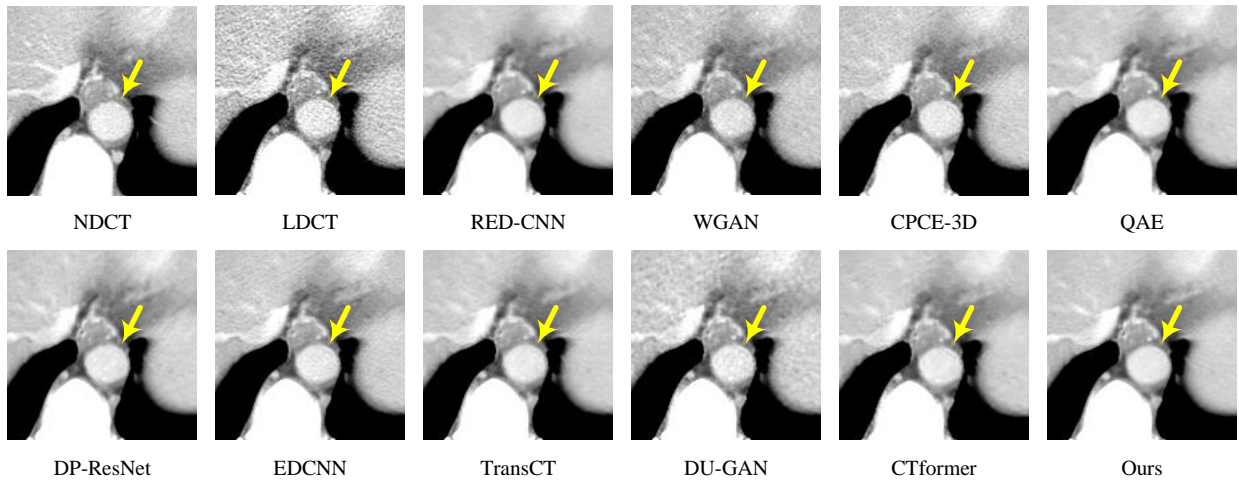 NDCT LDCT RED-CNN WGAN CPCE-3D QAE
DP-ResNet EDCNN TransCT DU-GAN CTformer Ours